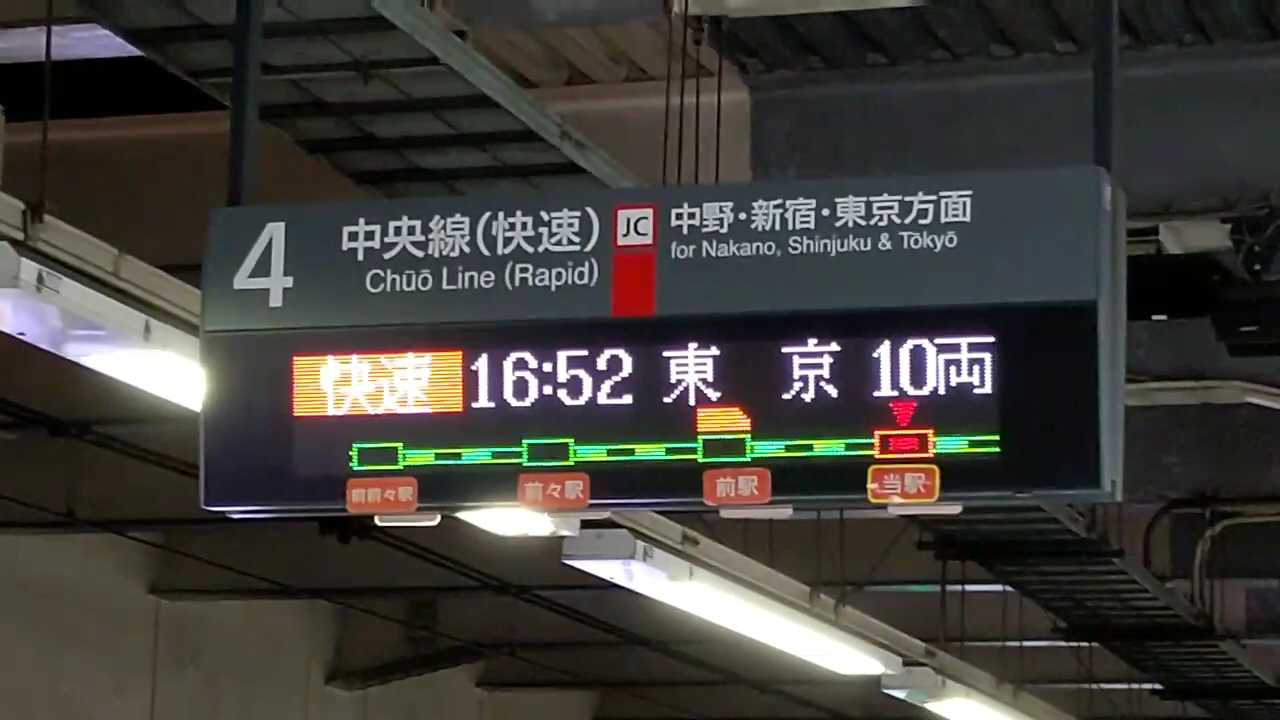 4
中央線(快速)
Chūō Line (Rapid)
JC
中野・新宿・東京方面
for Nakano, Shinjuku & Tōkyō
快速 16:52 東 京 10両
前前々駅 前々駅 前駅 当駅